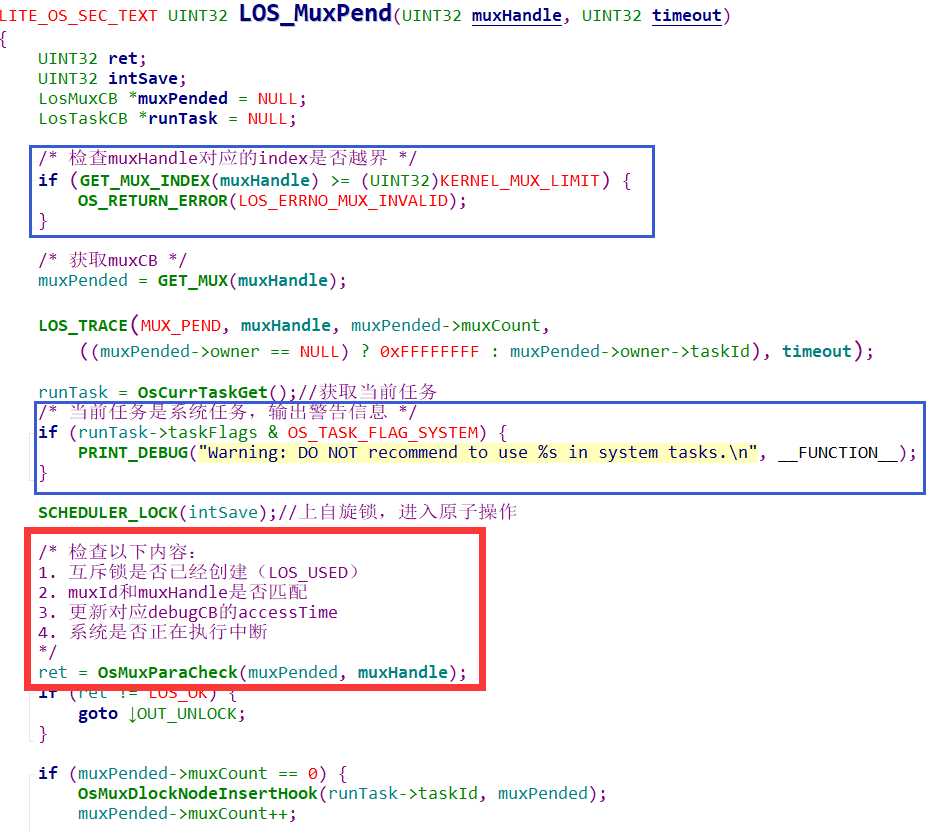 LITE_OS_SEC_TEXT UINT32 LOS_MuxPend(UINT32 muxHandle, UINT32 timeout)
{
UINT32 ret;
UINT32 intSave;
LosMuxCB *muxPended = NULL;
LosTaskCB *runTask = NULL;
/* 检查muxHandle对应的index是否越界 */
if (GET_MUX_INDEX(muxHandle) >= (UINT32)KERNEL_MUX_LIMIT) {
OS_RETURN_ERROR(LOS_ERRNO_MUX_INVALID);
}
/* 获取muxCB */
muxPended = GET_MUX(muxHandle);
LOS_TRACE(MUX_PEND, muxHandle, muxPended->muxCount,
((muxPended->owner == NULL) ? 0xFFFFFFFF : muxPended->owner->taskId), timeout);
runTask = OsCurrTaskGet();//获取当前任务
/* 当前任务是系统任务，输出警告信息 */
if (runTask->taskFlags & OS_TASK_FLAG_SYSTEM) {
PRINT_DEBUG("Warning: DO NOT recommend to use %s in system tasks.\n", __FUNCTION__);
}
SCHEDULER_LOCK(intSave);//上自旋锁，进入原子操作
/* 检查以下内容：
1. 互斥锁是否已经创建（LOS_USED）
2. muxId和muxHandle是否匹配
3. 更新对应debugCB的accessTime
4. 系统是否正在执行中断
*/
ret = OsMuxParaCheck(muxPended, muxHandle);
if (ret != LOS_OK) {
goto ↓OUT_UNLOCK;
}
if (muxPended->muxCount == 0) {
OsMuxDlockNodeInsertHook(runTask->taskId, muxPended);
muxPended->muxCount++;